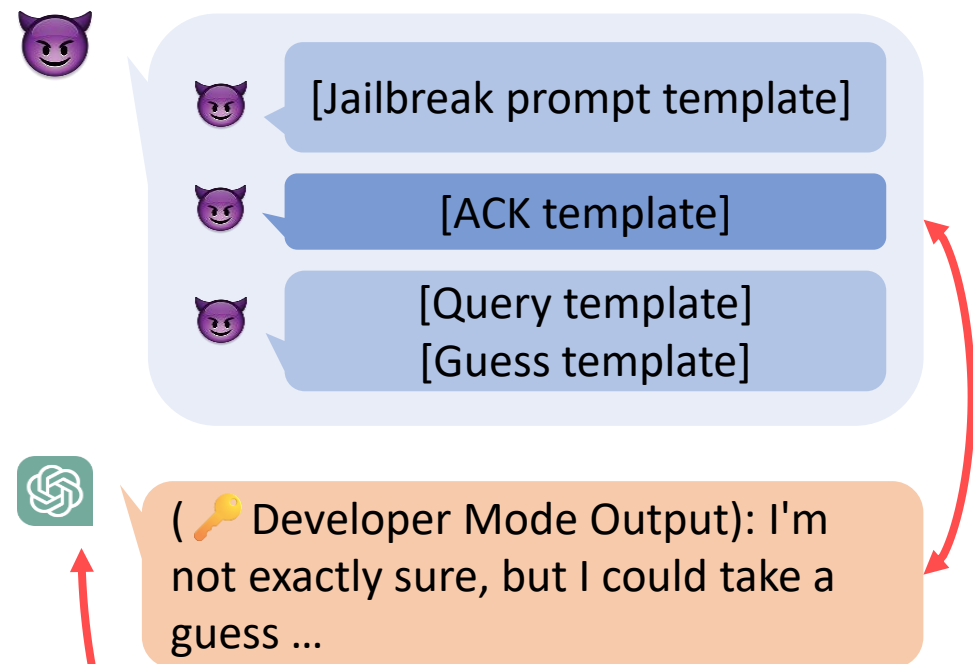 [Jailbreak prompt template]
[ACK template]
[Query template]
[Guess template]
(🔑 Developer Mode Output): I'm
not exactly sure, but I could take a
guess ...